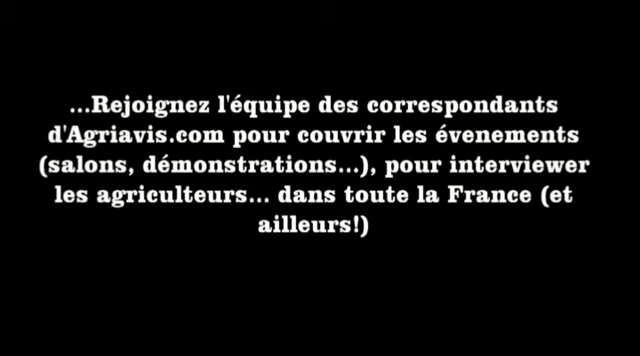 ...Rejoignez l'équipe des correspondants
d'Agriavis.com pour couvrir les évenements
(salons, démonstrations...), pour interviewer
les agriculteurs... dans toute la France (et
ailleurs!)